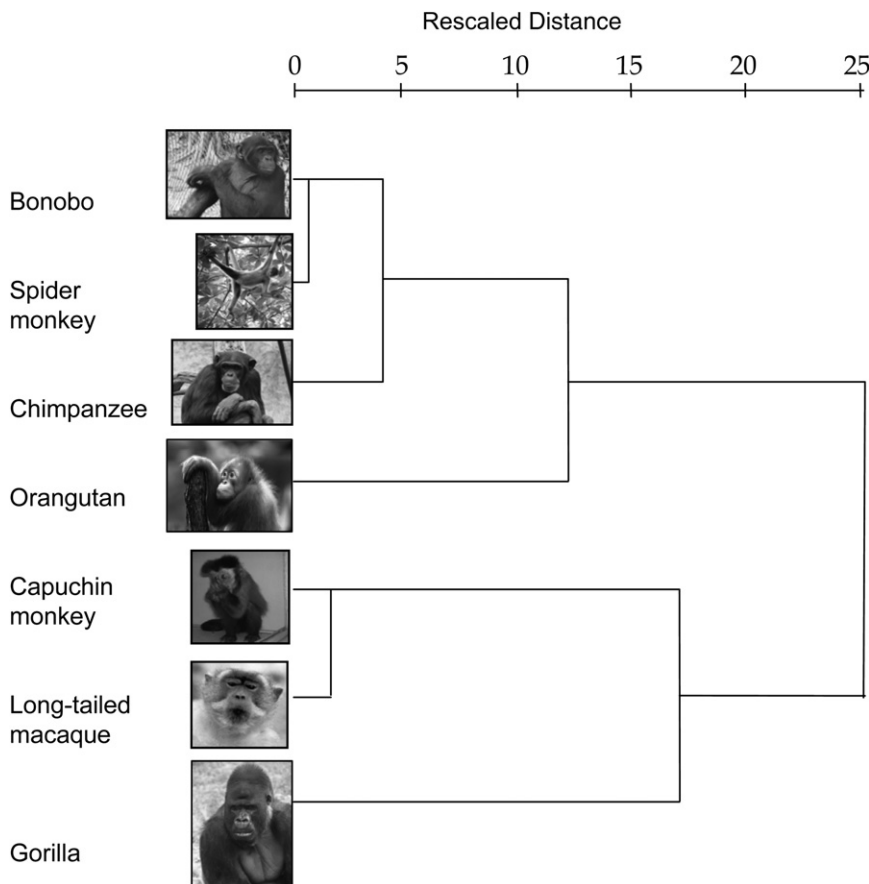 Rescaled Distance
0 5 10 15 20 25
Bonobo
Spider
monkey
Chimpanzee
Orangutan
Capuchin
monkey
Long-tailed
macaque
Gorilla